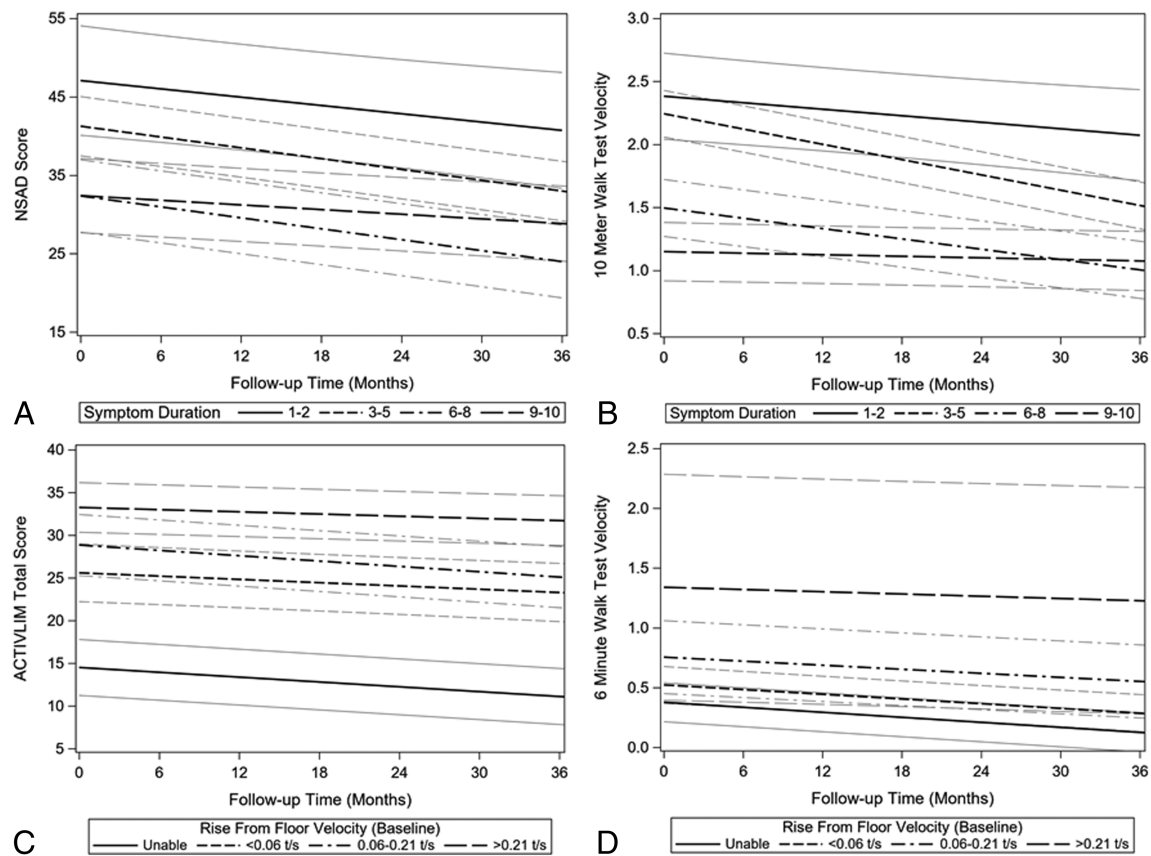 55
45
35
25
15
NSAD Score
0 6 12 18 24 30 36
Follow-up Time (Months)
A
Symptom Duration 1-2 3-5 6-8 9-10
3.0
2.5
2.0
1.5
1.0
0.5
10 Meter Walk Test Velocity
0 6 12 18 24 30 36
Follow-up Time (Months)
B
Symptom Duration 1-2 3-5 6-8 9-10
40
35
30
25
20
15
10
5
ACTIVLIM Total Score
0 6 12 18 24 30 36
Follow-up Time (Months)
C
Rise From Floor Velocity (Baseline)
Unable <0.06 t/s 0.06-0.21 t/s >0.21 t/s
2.5
2.0
1.5
1.0
0.5
0.0
6 Minute Walk Test Velocity
0 6 12 18 24 30 36
Follow-up Time (Months)
D
Rise From Floor Velocity (Baseline)
Unable <0.06 t/s 0.06-0.21 t/s >0.21 t/s